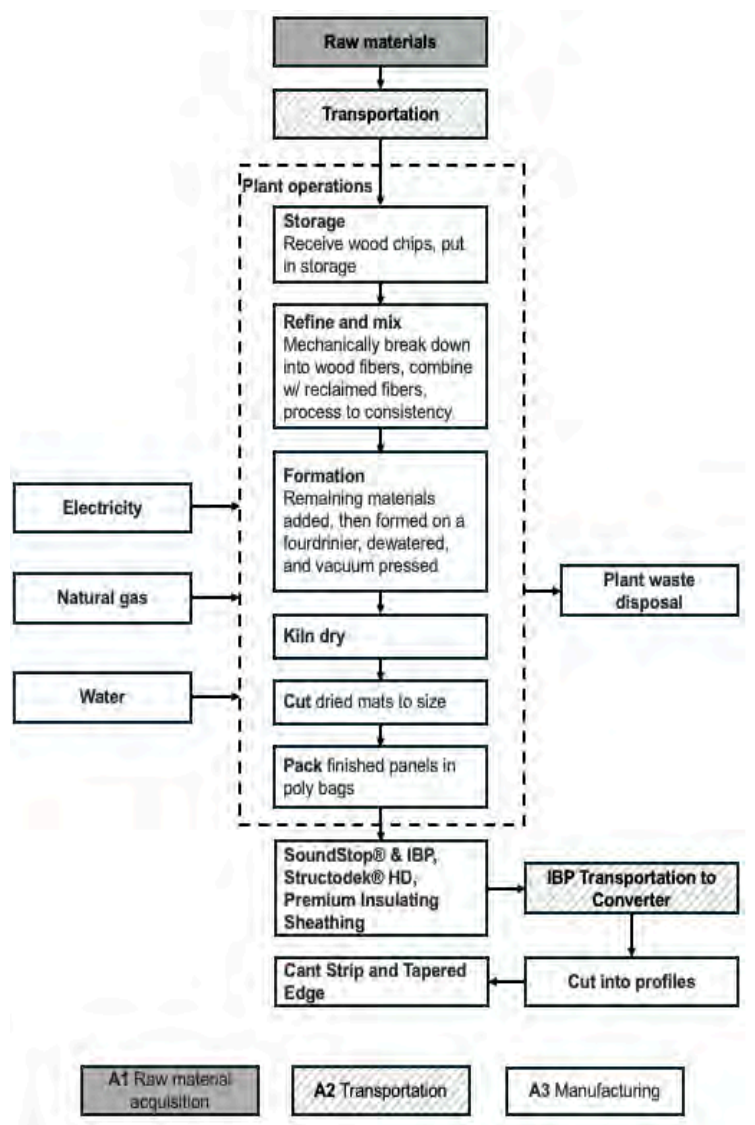 Raw materials
Transportation
Plant operations
Storage
Receive wood chips, put
in storage
Refine and mix
Mechanically break down
into wood fibers, combine
w/ reclaimed fibers,
process to consistency
Formation
Remaining materials
added, then formed on a
fourdrinier, dewatered,
and vacuum pressed
Electricity
Natural gas
Water
Plant waste
disposal
Kiln dry
Cut dried mats to size
Pack finished panels in
poly bags
SoundStop® & IBP,
Structodek® HD,
Premium Insulating
Sheathing
IBP Transportation to
Converter
Cut into profiles
Cant Strip and Tapered
Edge
A1 Raw material
acquisition
A2 Transportation
A3 Manufacturing